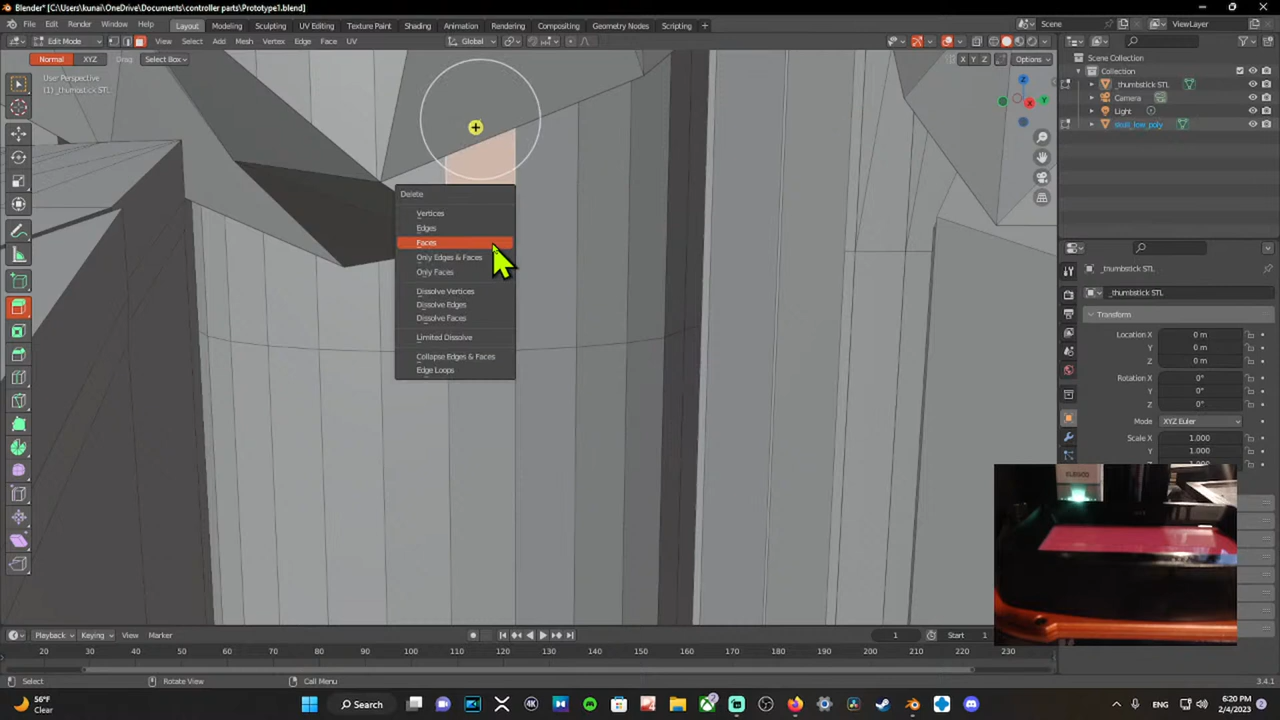 Blender* [C:\Users\kunai\OneDrive\Documents\controller parts\Prototype1.blend]
File Edit Render Window Help Layout Modeling Sculpting UV Editing Texture Paint Shading Animation Rendering Compositing Geometry Nodes Scripting + Scene ViewLayer
Edit Mode View Select Add Mesh Vertex Edge Face UV Global
Normal XYZ Drag: Select Box X Y Z Options
User Perspective
(1) _thumbstick STL
Scene Collection
Collection
_thumbstick STL
Camera
Light
skull_low_poly
Z
X
Y
Delete
Vertices
Edges
Faces
Only Edges & Faces
Only Faces
Dissolve Vertices
Dissolve Edges
Dissolve Faces
Limited Dissolve
Collapse Edges & Faces
Edge Loops
_thumbstick STL
_thumbstick STL
Transform
Location X 0 m
Y 0 m
Z 0 m
Rotation X 0°
Y 0°
Z 0°
Mode XYZ Euler
Scale X 1.000
Y 1.000
ELEGOO
Playback Keying View Marker 1 Start 1
20 30 40 50 60 70 80 90 100 110 120 130 140 150 160 170 180 190 200 210 220 230
Select Rotate View Call Menu 3.4.1
56°F
Clear
Search
ENG
6:20 PM
2/4/2023